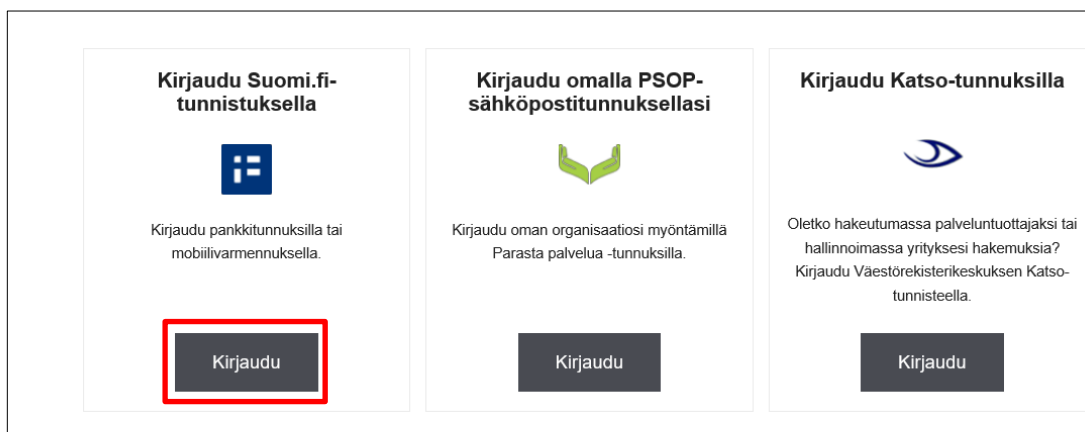 Kirjaudu Suomi.fi-
tunnistuksella
Kirjaudu pankkitunnuksilla tai
mobiilivarmennuksella.
Kirjaudu
Kirjaudu omalla PSOP-
sähköpostitunnuksellasi
Kirjaudu oman organisaatiosi myöntämillä
Parasta palvelua -tunnuksilla.
Kirjaudu
Kirjaudu Katso-tunnuksilla
Oletko hakeutumassa palveluntuottajaksi tai
hallinnoimassa yrityksesi hakemuksia?
Kirjaudu Väestörekisterikeskuksen Katso-
tunnisteella.
Kirjaudu